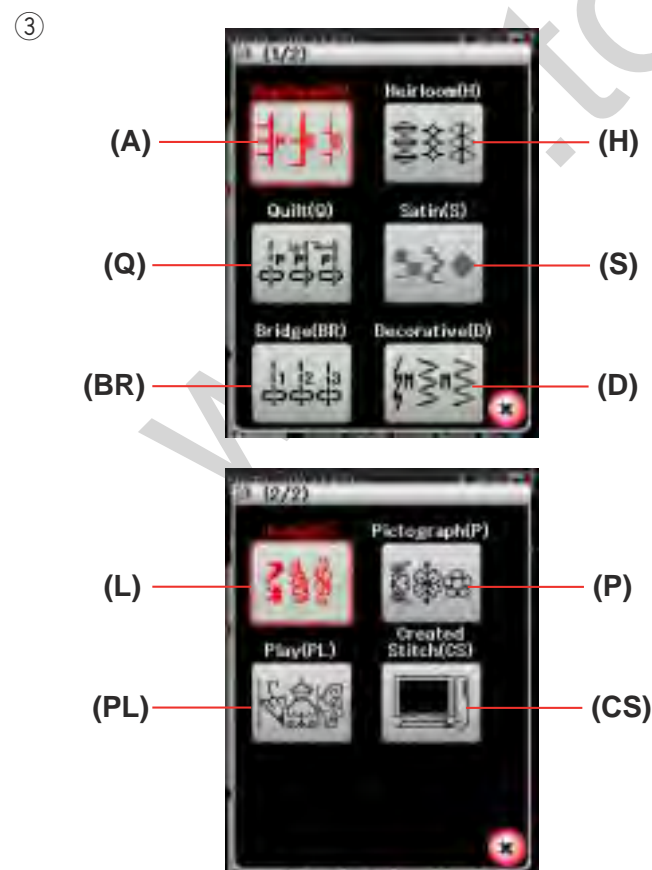 ③
(1/2)
Heirloom(H)
(A)
(H)
Quilt(Q) Satin(S)
(Q)
(S)
Bridge(BR) Decorative(D)
(BR)
(D)
(2/2)
Pictograph(P)
(L)
(P)
Play(PL) Created
Stitch(CS)
(PL)
(CS)